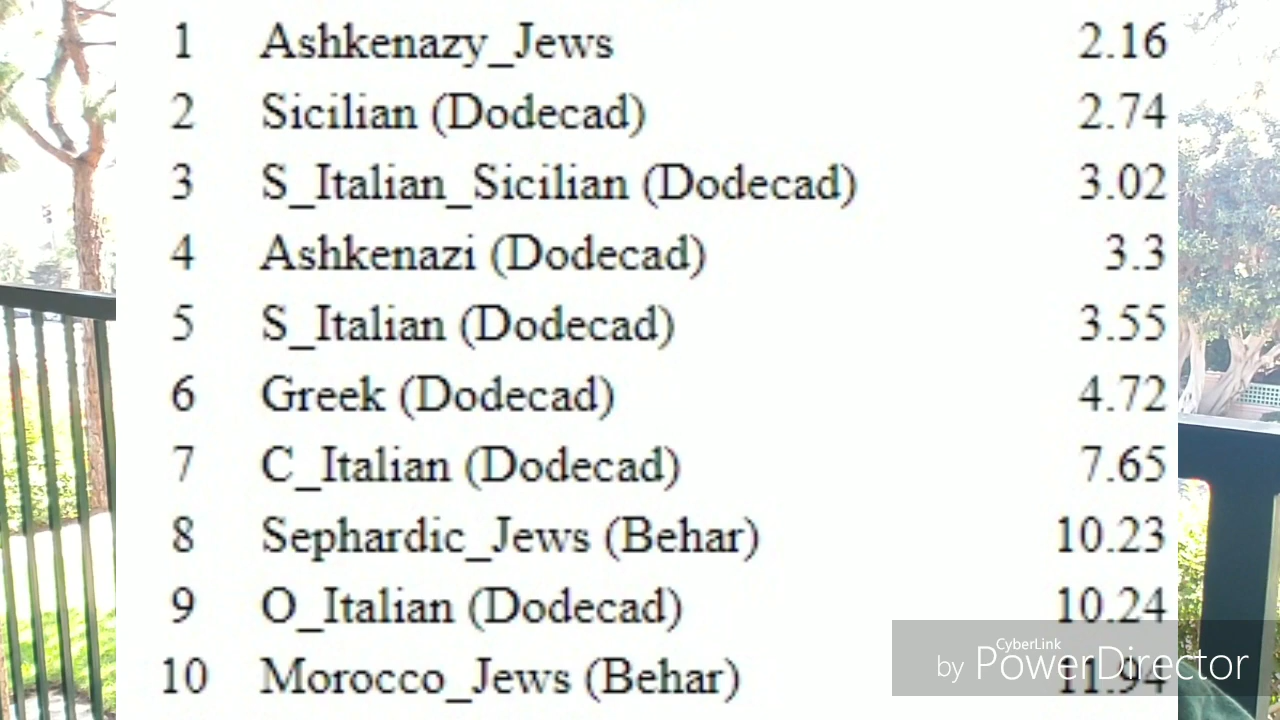 1 Ashkenazy_Jews 2.16
2 Sicilian (Dodecad) 2.74
3 S_Italian_Sicilian (Dodecad) 3.02
4 Ashkenazi (Dodecad) 3.3
5 S_Italian (Dodecad) 3.55
6 Greek (Dodecad) 4.72
7 C_Italian (Dodecad) 7.65
8 Sephardic_Jews (Behar) 10.23
9 O_Italian (Dodecad) 10.24
10 Morocco_Jews (Behar) 11.94
CyberLink
by PowerDirector